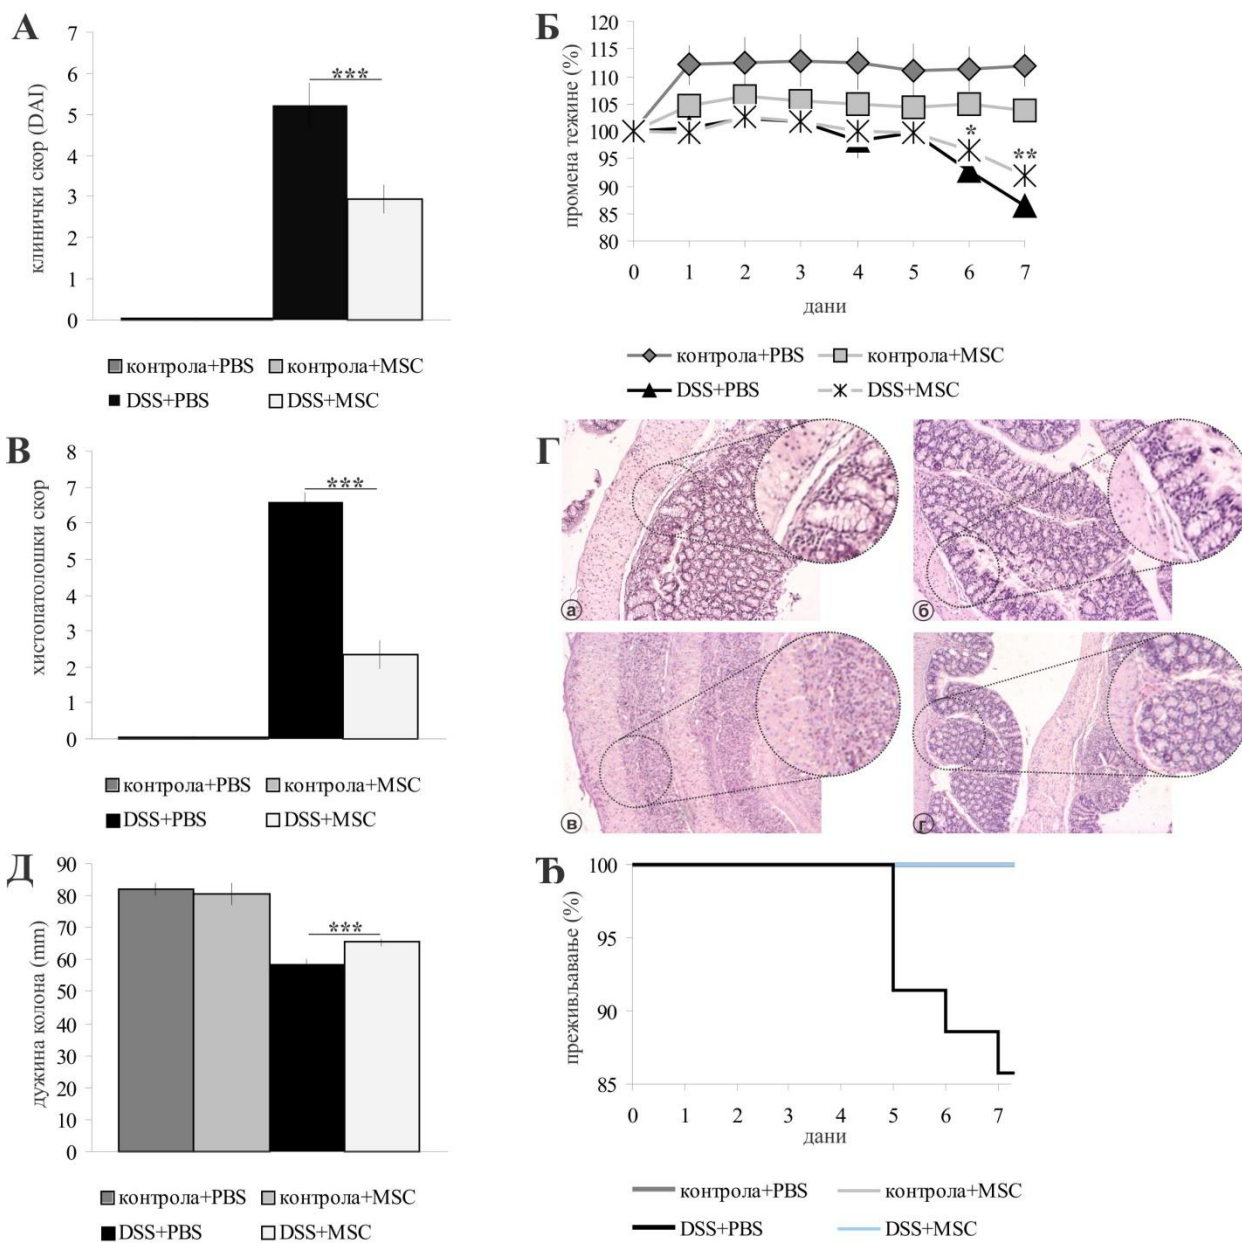 А
клинички скор (DAI)
7
6
5
4
3
2
1
0
***
контрола+PBS контрола+MSC
DSS+PBS DSS+MSC
Б
промена тежине (%)
120
115
110
105
100
95
90
85
80
*
**
0 1 2 3 4 5 6 7
дани
контрола+PBS контрола+MSC
DSS+PBS DSS+MSC
В
хистопатолошки скор
8
7
6
5
4
3
2
1
0
***
контрола+PBS контрола+MSC
DSS+PBS DSS+MSC
Г
а
б
в
г
Д
дужина колона (mm)
90
80
70
60
50
40
30
20
10
0
***
контрола+PBS контрола+MSC
DSS+PBS DSS+MSC
Ђ
преживљавање (%)
100
95
90
85
0 1 2 3 4 5 6 7
дани
контрола+PBS контрола+MSC
DSS+PBS DSS+MSC